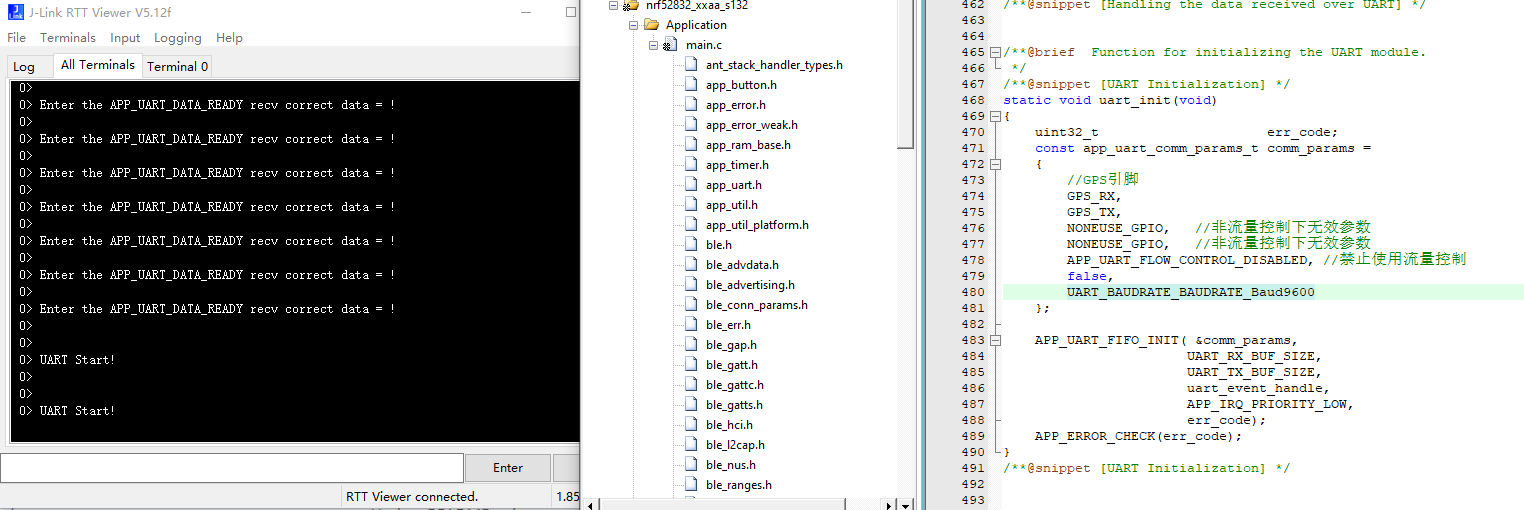 J-Link RTT Viewer V5.12f
File Terminals Input Logging Help
Log All Terminals Terminal 0
0>
0> Enter the APP_UART_DATA_READY recv correct data = !
0>
0> Enter the APP_UART_DATA_READY recv correct data = !
0>
0> Enter the APP_UART_DATA_READY recv correct data = !
0>
0> Enter the APP_UART_DATA_READY recv correct data = !
0>
0> Enter the APP_UART_DATA_READY recv correct data = !
0>
0> Enter the APP_UART_DATA_READY recv correct data = !
0>
0> Enter the APP_UART_DATA_READY recv correct data = !
0>
0>
0> UART Start!
0>
0>
0> UART Start!
Enter
RTT Viewer connected. 1.85
nrf52832_xxaa_s132
Application
main.c
ant_stack_handler_types.h
app_button.h
app_error.h
app_error_weak.h
app_ram_base.h
app_timer.h
app_uart.h
app_util.h
app_util_platform.h
ble.h
ble_advdata.h
ble_advertising.h
ble_conn_params.h
ble_err.h
ble_gap.h
ble_gatt.h
ble_gattc.h
ble_gatts.h
ble_hci.h
ble_l2cap.h
ble_nus.h
ble_ranges.h
462 /**@snippet [Handling the data received over UART] */
463
464
465 /**@brief  Function for initializing the UART module.
466  */
467 /**@snippet [UART Initialization] */
468 static void uart_init(void)
469 {
470     uint32_t                     err_code;
471     const app_uart_comm_params_t comm_params =
472     {
473         //GPS引脚
474         GPS_RX,
475         GPS_TX,
476         NONEUSE_GPIO,   //非流量控制下无效参数
477         NONEUSE_GPIO,   //非流量控制下无效参数
478         APP_UART_FLOW_CONTROL_DISABLED, //禁止使用流量控制
479         false,
480         UART_BAUDRATE_BAUDRATE_Baud9600
481     };
482
483     APP_UART_FIFO_INIT( &comm_params,
484                        UART_RX_BUF_SIZE,
485                        UART_TX_BUF_SIZE,
486                        uart_event_handle,
487                        APP_IRQ_PRIORITY_LOW,
488                        err_code);
489     APP_ERROR_CHECK(err_code);
490 }
491 /**@snippet [UART Initialization] */
492
493